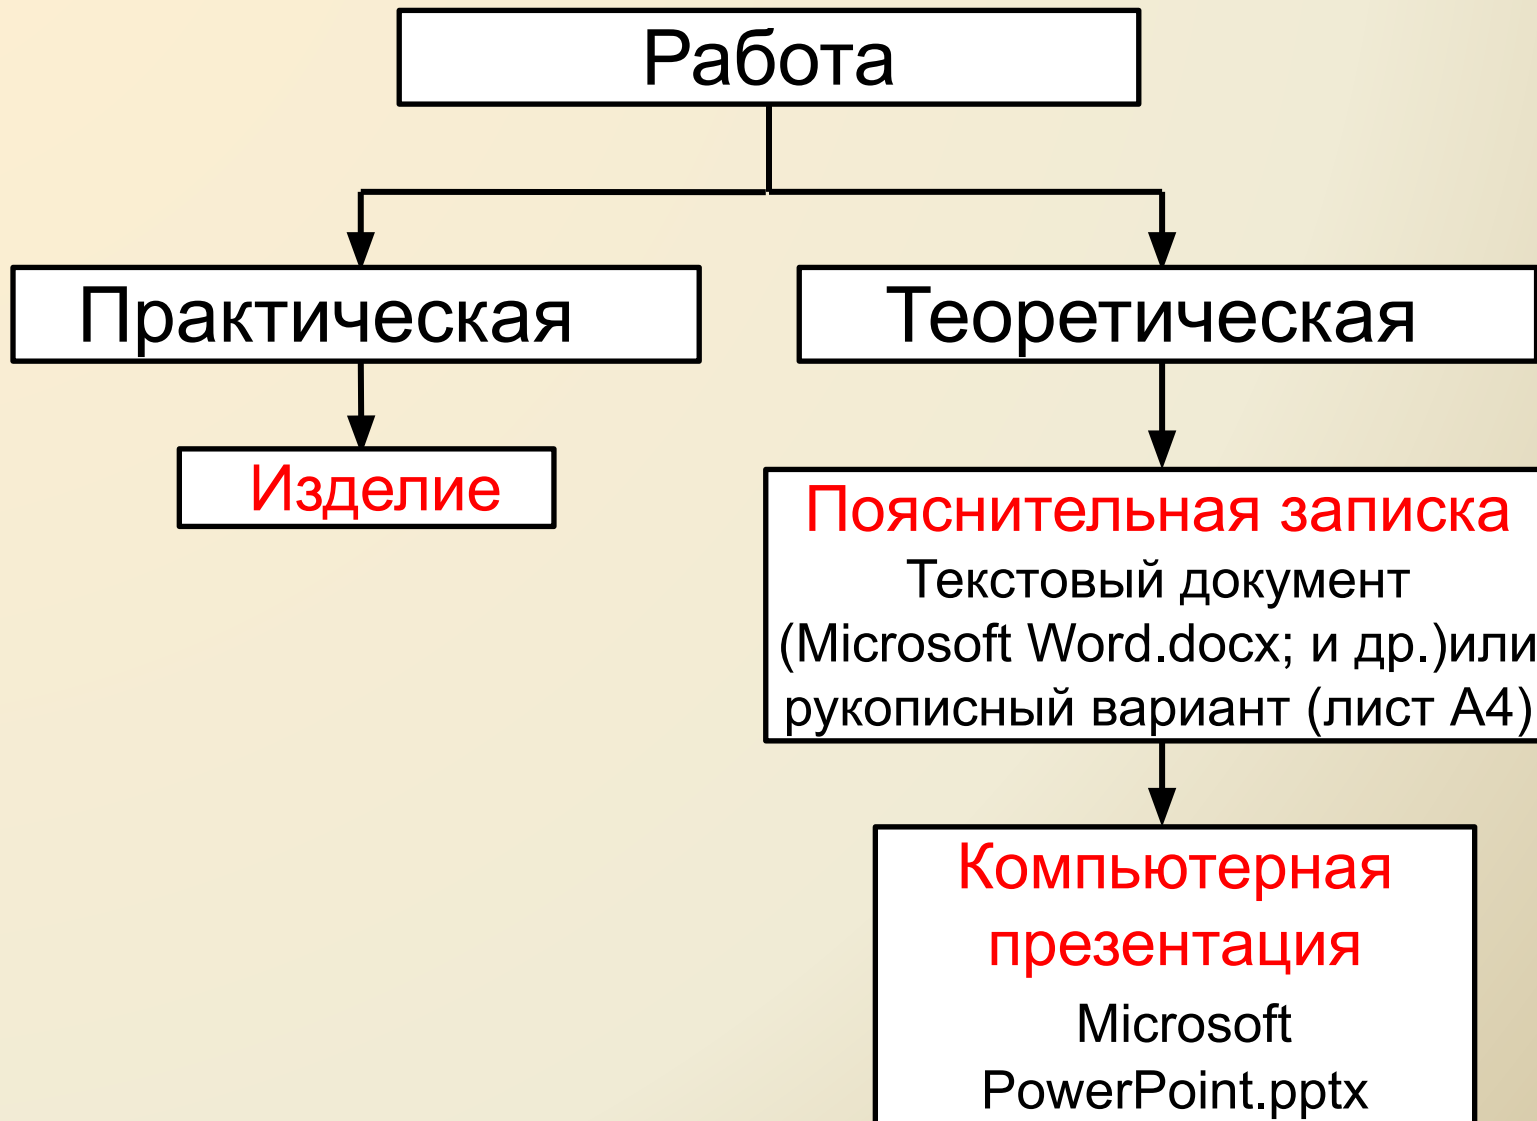 Работа
Практическая
Теоретическая
Изделие
Пояснительная записка
Текстовый документ
(Microsoft Word.docx; и др.)или
рукописный вариант (лист А4)
Компьютерная
презентация
Microsoft
PowerPoint.pptx